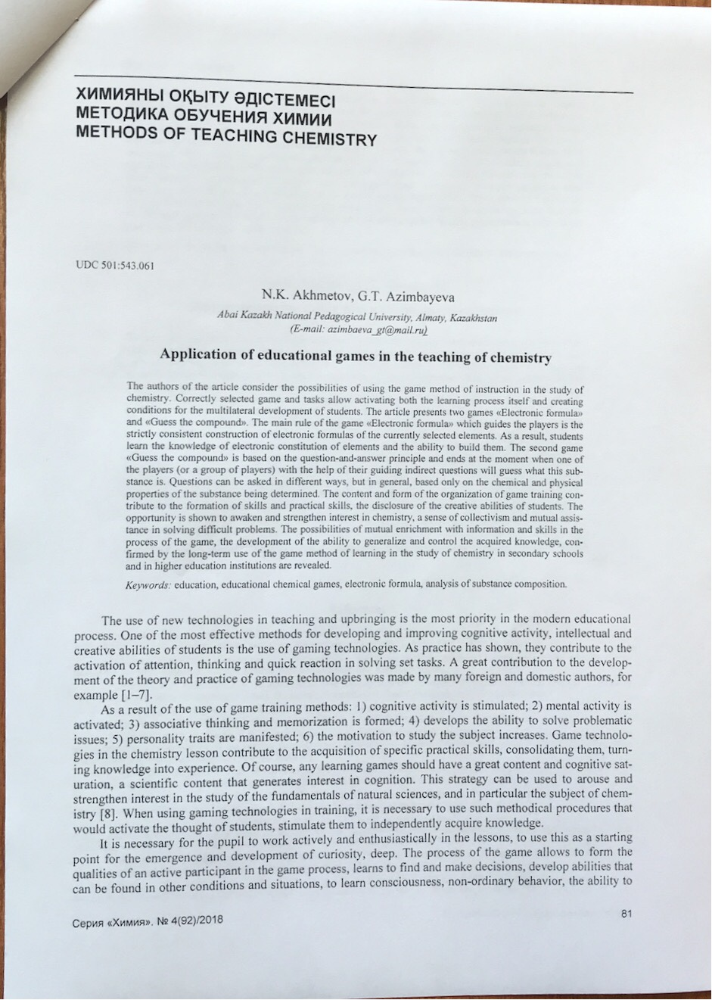 ХИМИЯНЫ ОҚЫТУ ӘДІСТЕМЕСІ
МЕТОДИКА ОБУЧЕНИЯ ХИМИИ
METHODS OF TEACHING CHEMISTRY
UDC 501:543.061
N.K. Akhmetov, G.T. Azimbayeva
Abai Kazakh National Pedagogical University, Almaty, Kazakhstan
(E-mail: azimbaeva_gt@mail.ru)
Application of educational games in the teaching of chemistry
The authors of the article consider the possibilities of using the game method of instruction in the study of
chemistry. Correctly selected game and tasks allow activating both the learning process itself and creating
conditions for the multilateral development of students. The article presents two games «Electronic formula»
and «Guess the compound». The main rule of the game «Electronic formula» which guides the players is the
strictly consistent construction of electronic formulas of the currently selected elements. As a result, students
learn the knowledge of electronic constitution of elements and the ability to build them. The second game
«Guess the compound» is based on the question-and-answer principle and ends at the moment when one of
the players (or a group of players) with the help of their guiding indirect questions will guess what this sub-
stance is. Questions can be asked in different ways, but in general, based only on the chemical and physical
properties of the substance being determined. The content and form of the organization of game training con-
tribute to the formation of skills and practical skills, the disclosure of the creative abilities of students. The
opportunity is shown to awaken and strengthen interest in chemistry, a sense of collectivism and mutual assis-
tance in solving difficult problems. The possibilities of mutual enrichment with information and skills in the
process of the game, the development of the ability to generalize and control the acquired knowledge, con-
firmed by the long-term use of the game method of learning in the study of chemistry in secondary schools
and in higher education institutions are revealed.
Keywords: education, educational chemical games, electronic formula, analysis of substance composition.
The use of new technologies in teaching and upbringing is the most priority in the modern educational
process. One of the most effective methods for developing and improving cognitive activity, intellectual and
creative abilities of students is the use of gaming technologies. As practice has shown, they contribute to the
activation of attention, thinking and quick reaction in solving set tasks. A great contribution to the develop-
ment of the theory and practice of gaming technologies was made by many foreign and domestic authors, for
example [1–7].
As a result of the use of game training methods: 1) cognitive activity is stimulated; 2) mental activity is
activated; 3) associative thinking and memorization is formed; 4) develops the ability to solve problematic
issues; 5) personality traits are manifested; 6) the motivation to study the subject increases. Game technolo-
gies in the chemistry lesson contribute to the acquisition of specific practical skills, consolidating them, turn-
ing knowledge into experience. Of course, any learning games should have a great content and cognitive sat-
uration, a scientific content that generates interest in cognition. This strategy can be used to arouse and
strengthen interest in the study of the fundamentals of natural sciences, and in particular the subject of chem-
istry [8]. When using gaming technologies in training, it is necessary to use such methodical procedures that
would activate the thought of students, stimulate them to independently acquire knowledge.
It is necessary for the pupil to work actively and enthusiastically in the lessons, to use this as a starting
point for the emergence and development of curiosity, deep. The process of the game allows to form the
qualities of an active participant in the game process, learns to find and make decisions, develop abilities that
can be found in other conditions and situations, to learn consciousness, non-ordinary behavior, the ability to
Серия «Химия». № 4(92)/2018
81